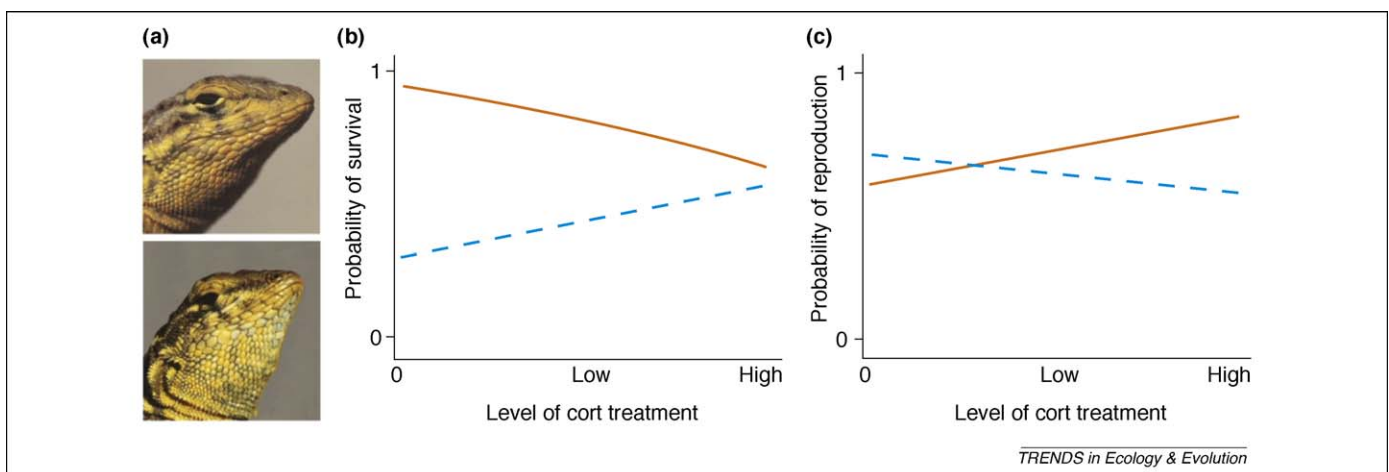 (a)
(b)
1
Probability of survival
0
0 Low High
Level of cort treatment
(c)
1
Probability of reproduction
0
0 Low High
Level of cort treatment
TRENDS in Ecology & Evolution